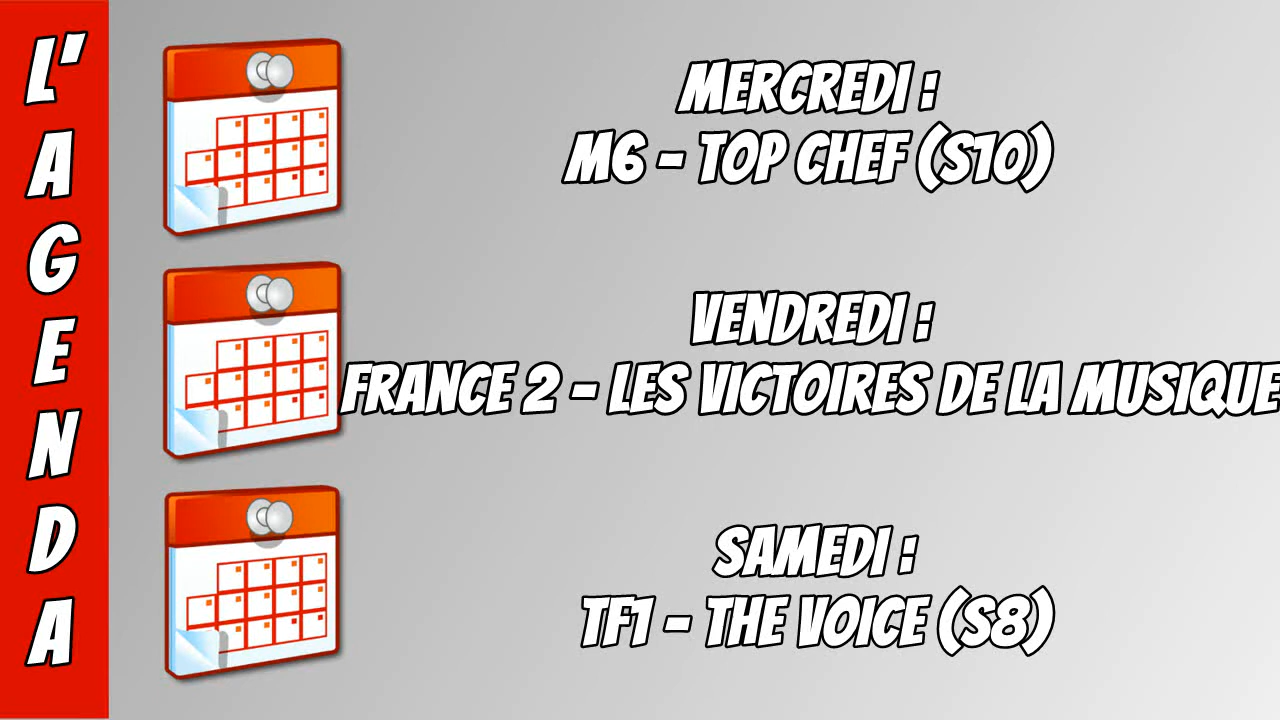 L'AGENDA
MERCREDI :
M6 - TOP CHEF (S10)
VENDREDI :
FRANCE 2 - LES VICTOIRES DE LA MUSIQUE
SAMEDI :
TF1 - THE VOICE (S8)